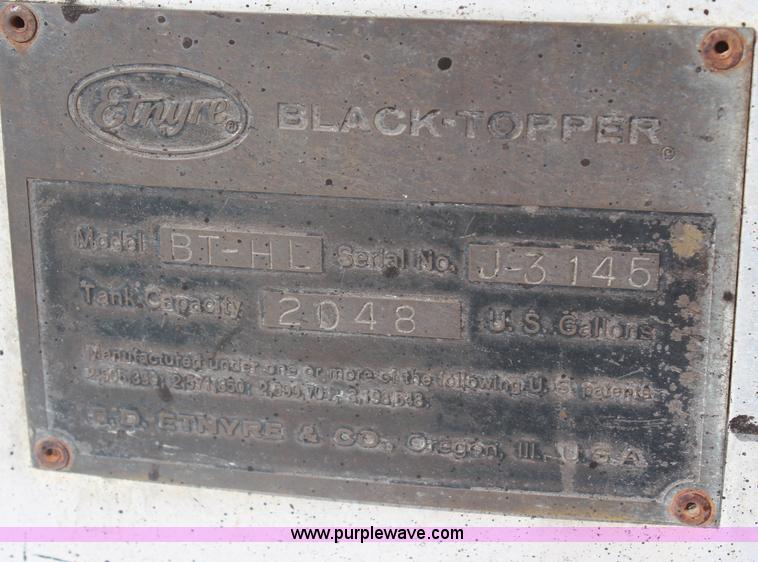 Etnyre® BLACK-TOPPER ©
Model BT-HL Serial No. J-3145
Tank Capacity 2048 U.S. Gallons
Manufactured under one or more of the following U.S. patents
E.D. ETNYRE & CO., Oregon, Ill., U.S.A.
www.purplewave.com